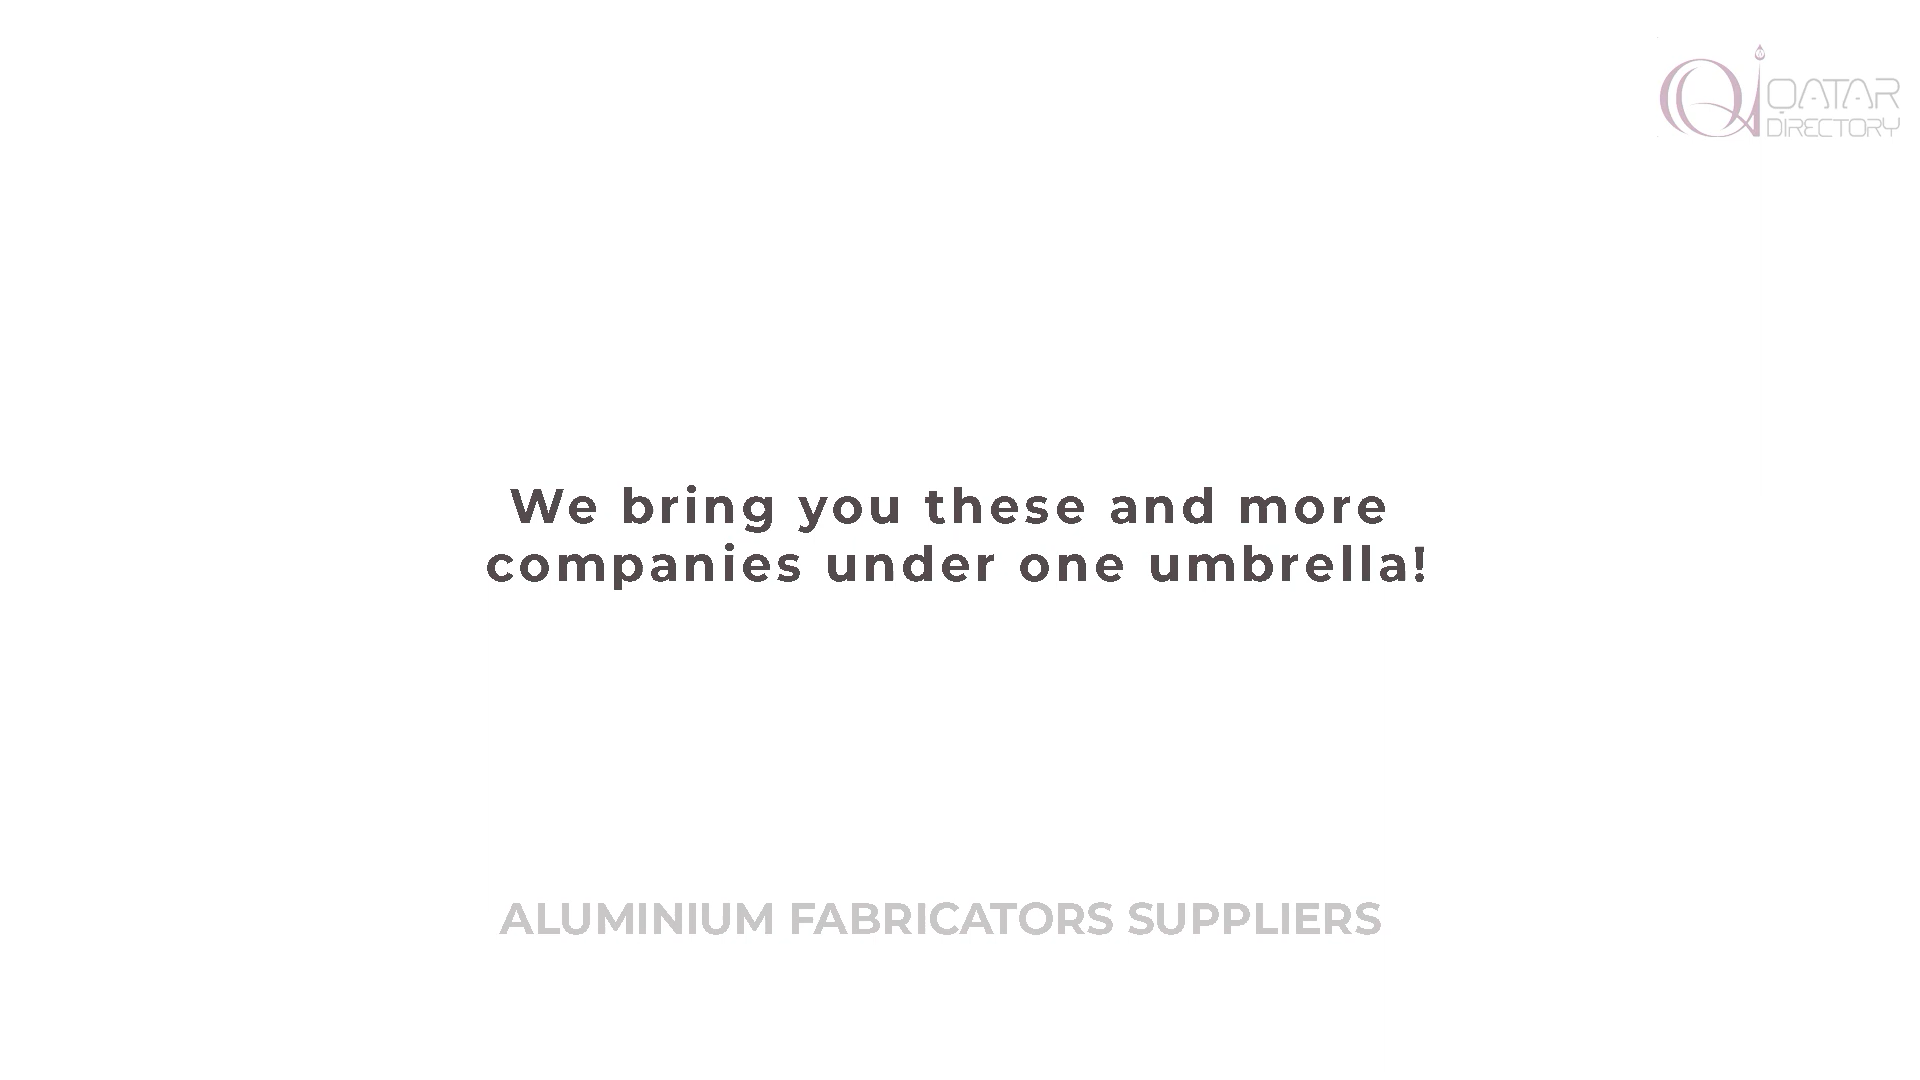 QATAR
DIRECTORY
We bring you these and more
companies under one umbrella!
ALUMINIUM FABRICATORS SUPPLIERS